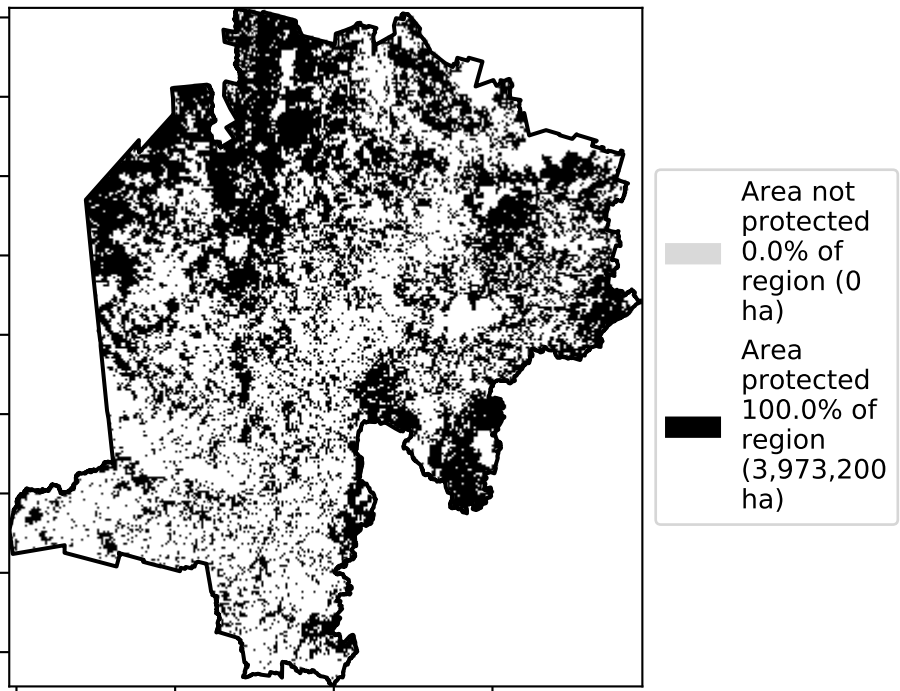 Area not
protected
0.0% of
region (0
ha)
Area
protected
100.0% of
region
(3,973,200
ha)